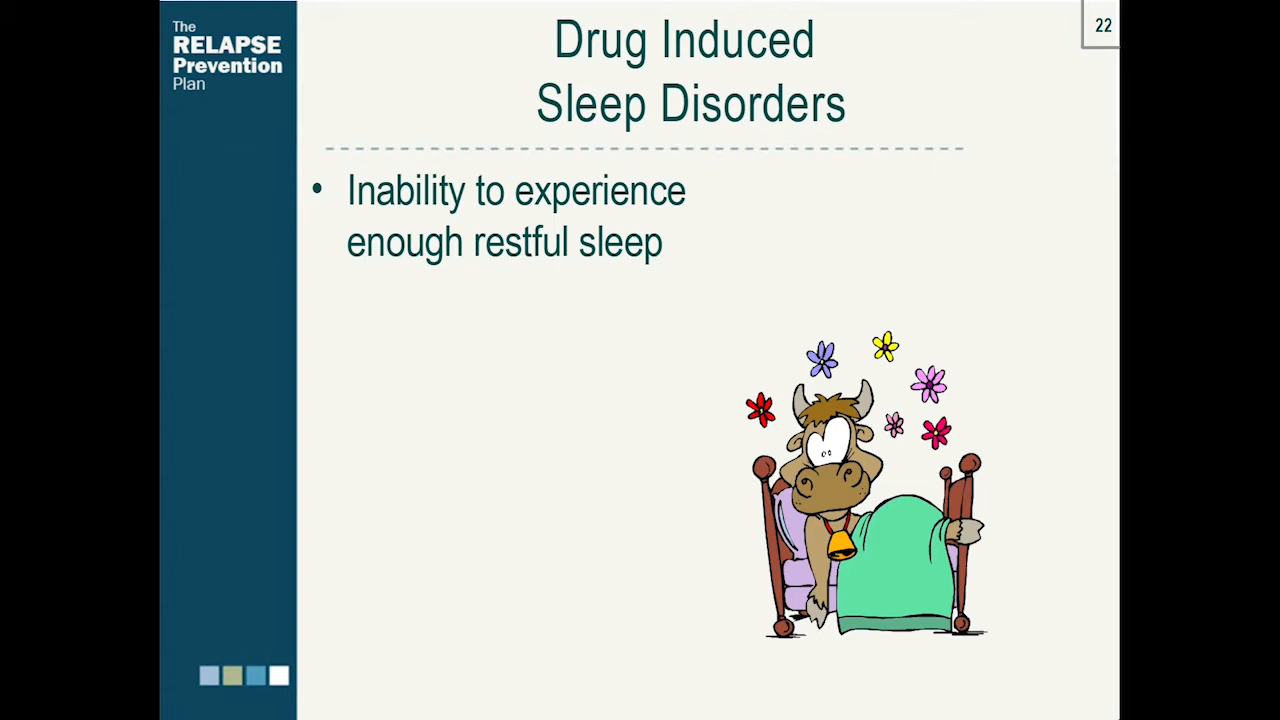 The
RELAPSE
Prevention
Plan
22
Drug Induced
Sleep Disorders
• Inability to experience
enough restful sleep